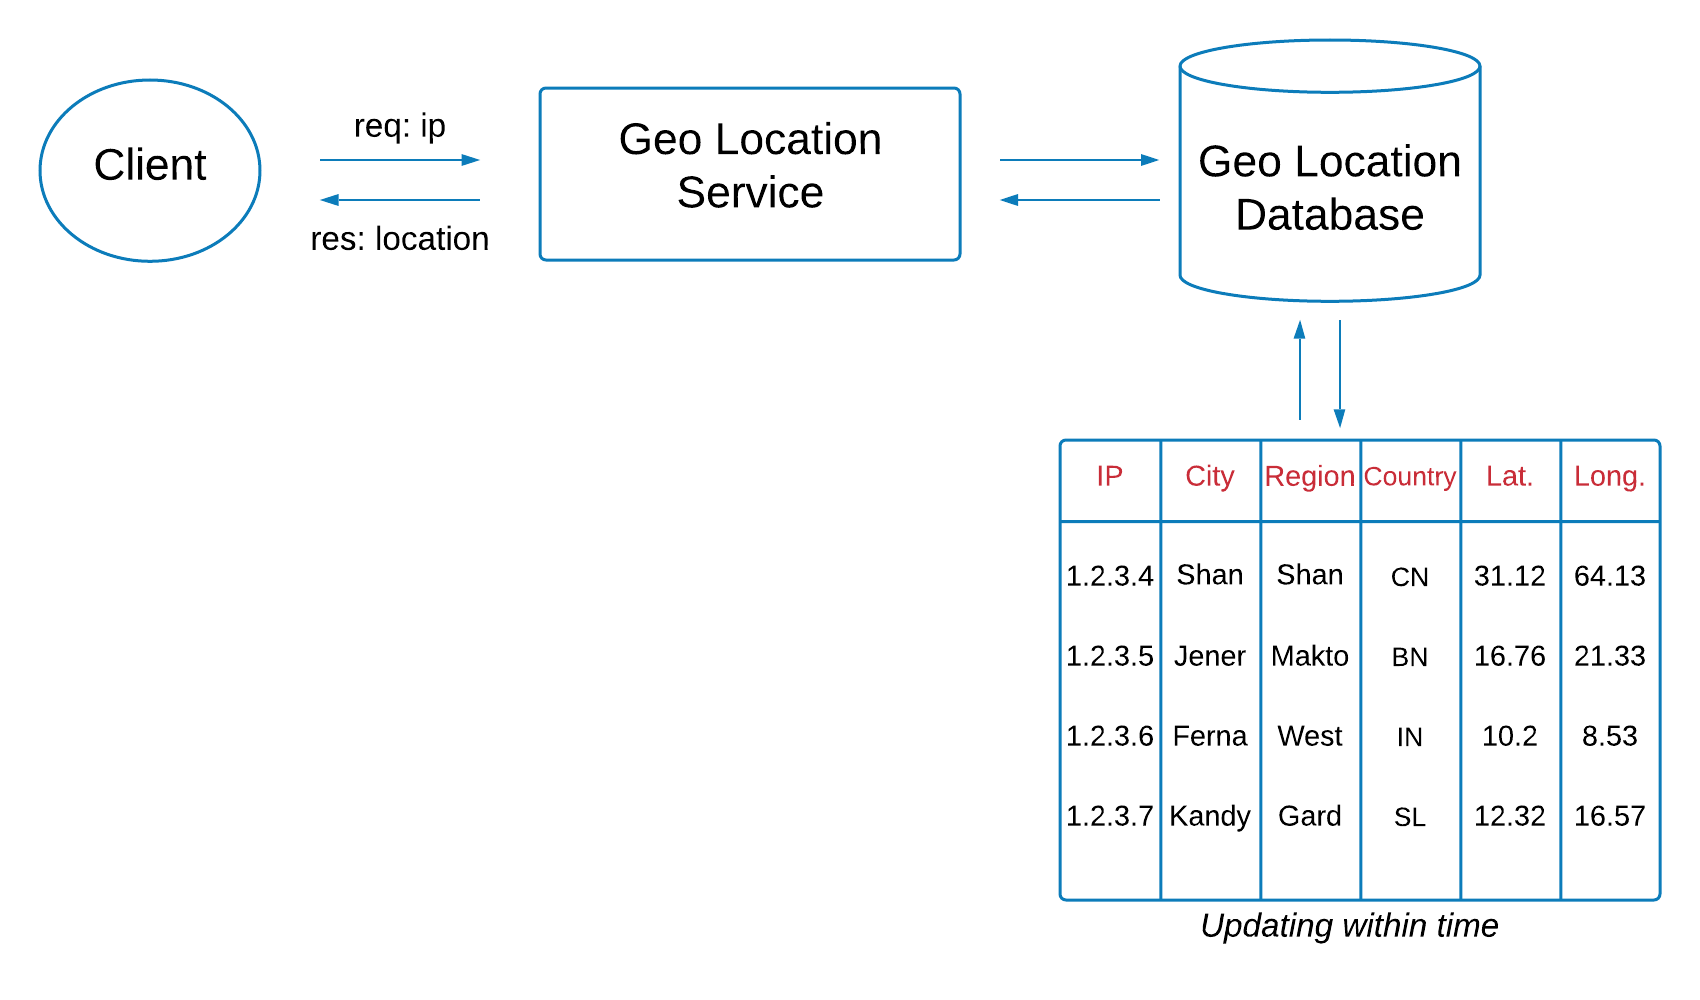 Client
req: ip
res: location
Geo Location
Service
Geo Location
Database
IP City Region Country Lat. Long.
1.2.3.4 Shan Shan CN 31.12 64.13
1.2.3.5 Jener Makto BN 16.76 21.33
1.2.3.6 Ferna West IN 10.2 8.53
1.2.3.7 Kandy Gard SL 12.32 16.57
Updating within time